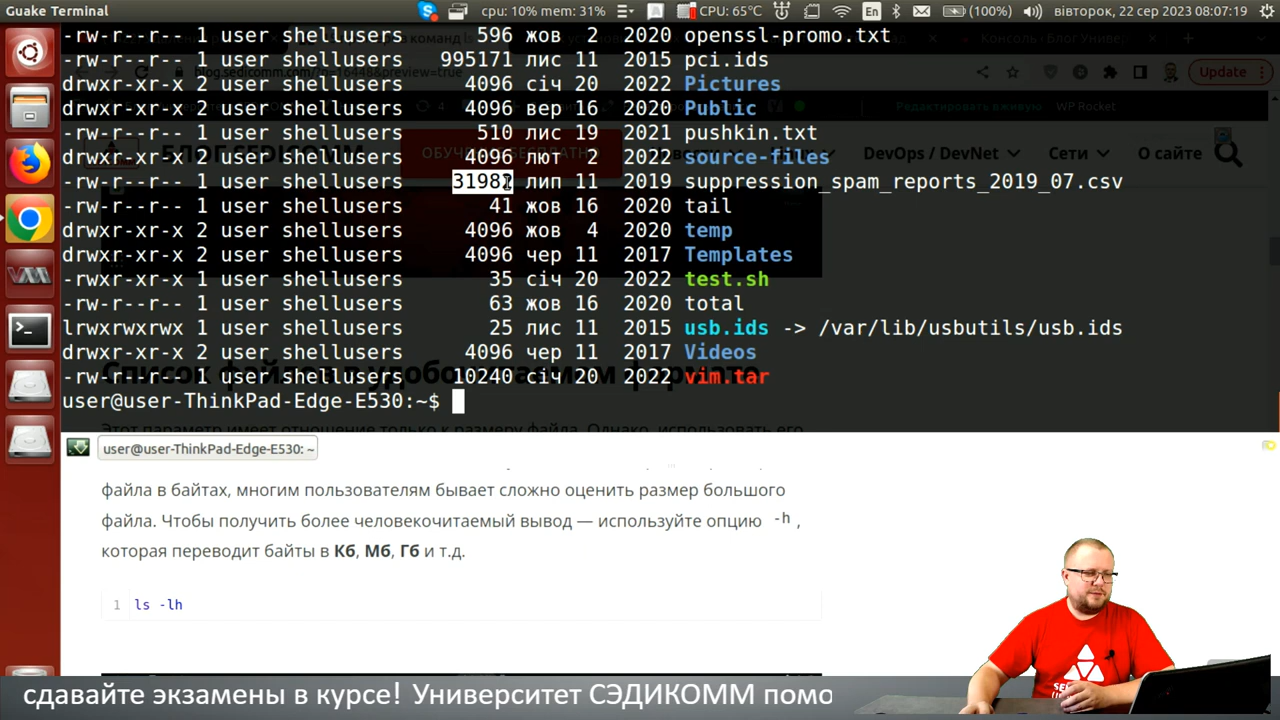 Guake Terminal
cpu: 10% mem: 31%
CPU: 65°C
En
(100%)
вівторок, 22 сер 2023 08:07:19
-rw-r--r-- 1 user shellusers 596 жов 2 2020 openssl-promo.txt
-rw-r--r-- 1 user shellusers 995171 лис 11 2015 pci.ids
drwxr-xr-x 2 user shellusers 4096 січ 20 2022 Pictures
drwxr-xr-x 2 user shellusers 4096 вер 16 2020 Public
-rw-r--r-- 1 user shellusers 510 лис 19 2021 pushkin.txt
drwxr-xr-x 2 user shellusers 4096 лют 2 2022 source-files
-rw-r--r-- 1 user shellusers 3198 лип 11 2019 suppression_spam_reports_2019_07.csv
-rw-r--r-- 1 user shellusers 41 жов 16 2020 tail
drwxr-xr-x 2 user shellusers 4096 жов 4 2020 temp
drwxr-xr-x 2 user shellusers 4096 чер 11 2017 Templates
-rwxr-xr-x 1 user shellusers 35 січ 20 2022 test.sh
-rw-r--r-- 1 user shellusers 63 жов 16 2020 total
lrwxrwxrwx 1 user shellusers 25 лис 11 2015 usb.ids -> /var/lib/usbutils/usb.ids
drwxr-xr-x 2 user shellusers 4096 чер 11 2017 Videos
-rw-r--r-- 1 user shellusers 10240 січ 20 2022 vim.tar
user@user-ThinkPad-Edge-E530:~$
Update
Редактировать вживую
WP Rocket
DevOps / DevNet
Сети
О сайте
user@user-ThinkPad-Edge-E530: ~
файла в байтах, многим пользователям бывает сложно оценить размер большого
файла. Чтобы получить более человекочитаемый вывод — используйте опцию -h ,
которая переводит байты в Кб, Мб, Гб и т.д.
1 ls -lh
сдавайте экзамены в курсе! Университет СЭДИКОММ помо